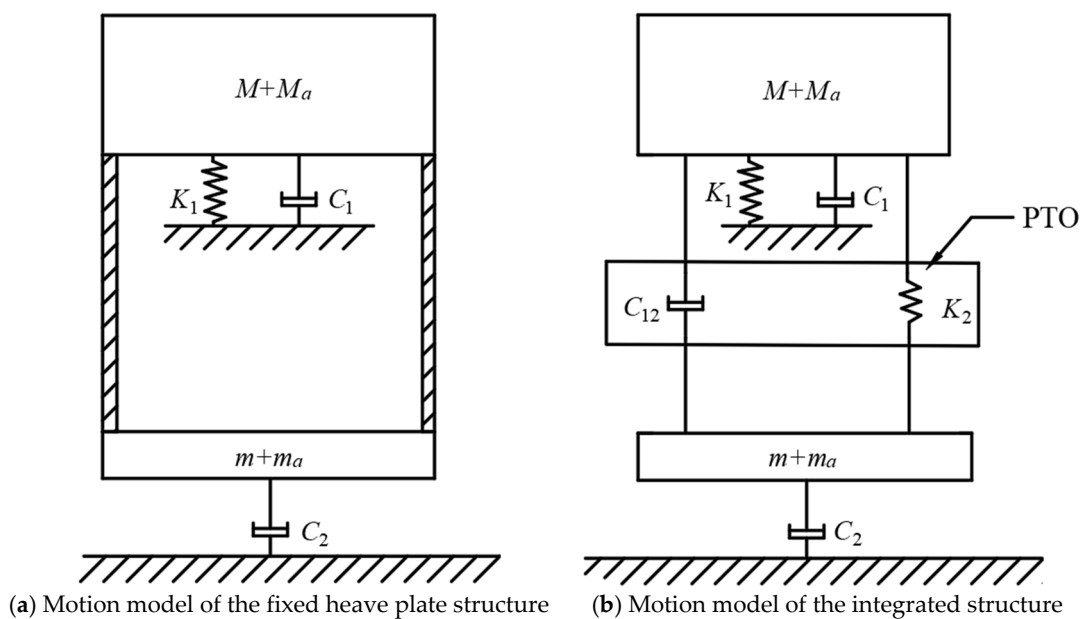 M+Ma
M+Ma
K1
C1
K1
C1
PTO
C12
K2
m+ma
m+ma
C2
C2
(a) Motion model of the fixed heave plate structure
(b) Motion model of the integrated structure